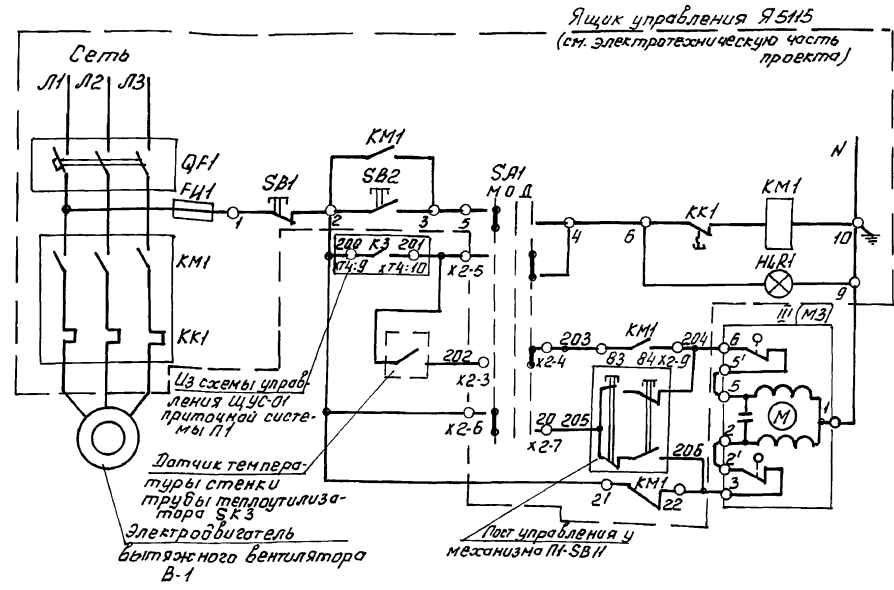 Ящик управления Я5115
(см. электротехническую часть
проекта)
Сеть
Л1 Л2 Л3
QF1
FU1
SB1
KM1
SB2
SA1
М О Д
N
KK1
KM1
1
2
3
5
4
6
10
HLR1
9
200
К3
201
ХТ4:9
ХТ4:10
Х2-5
KM1
KK1
202
Х2-3
Х2-6
203
KM1
204
Х2-4
83
84
Х2-9
20
205
Х2-7
206
III (М3)
6
5'
5
2
2'
3
М
1
KM1
21
22
Из схемы управ-
ления ЩУС-01
приточной систе-
мы П1
Датчик темпера-
туры стенки
трубы теплоутилиза-
тора SK3
Электродвигатель
вытяжного вентилятора
В-1
Пост управления у
механизма П1-SB11